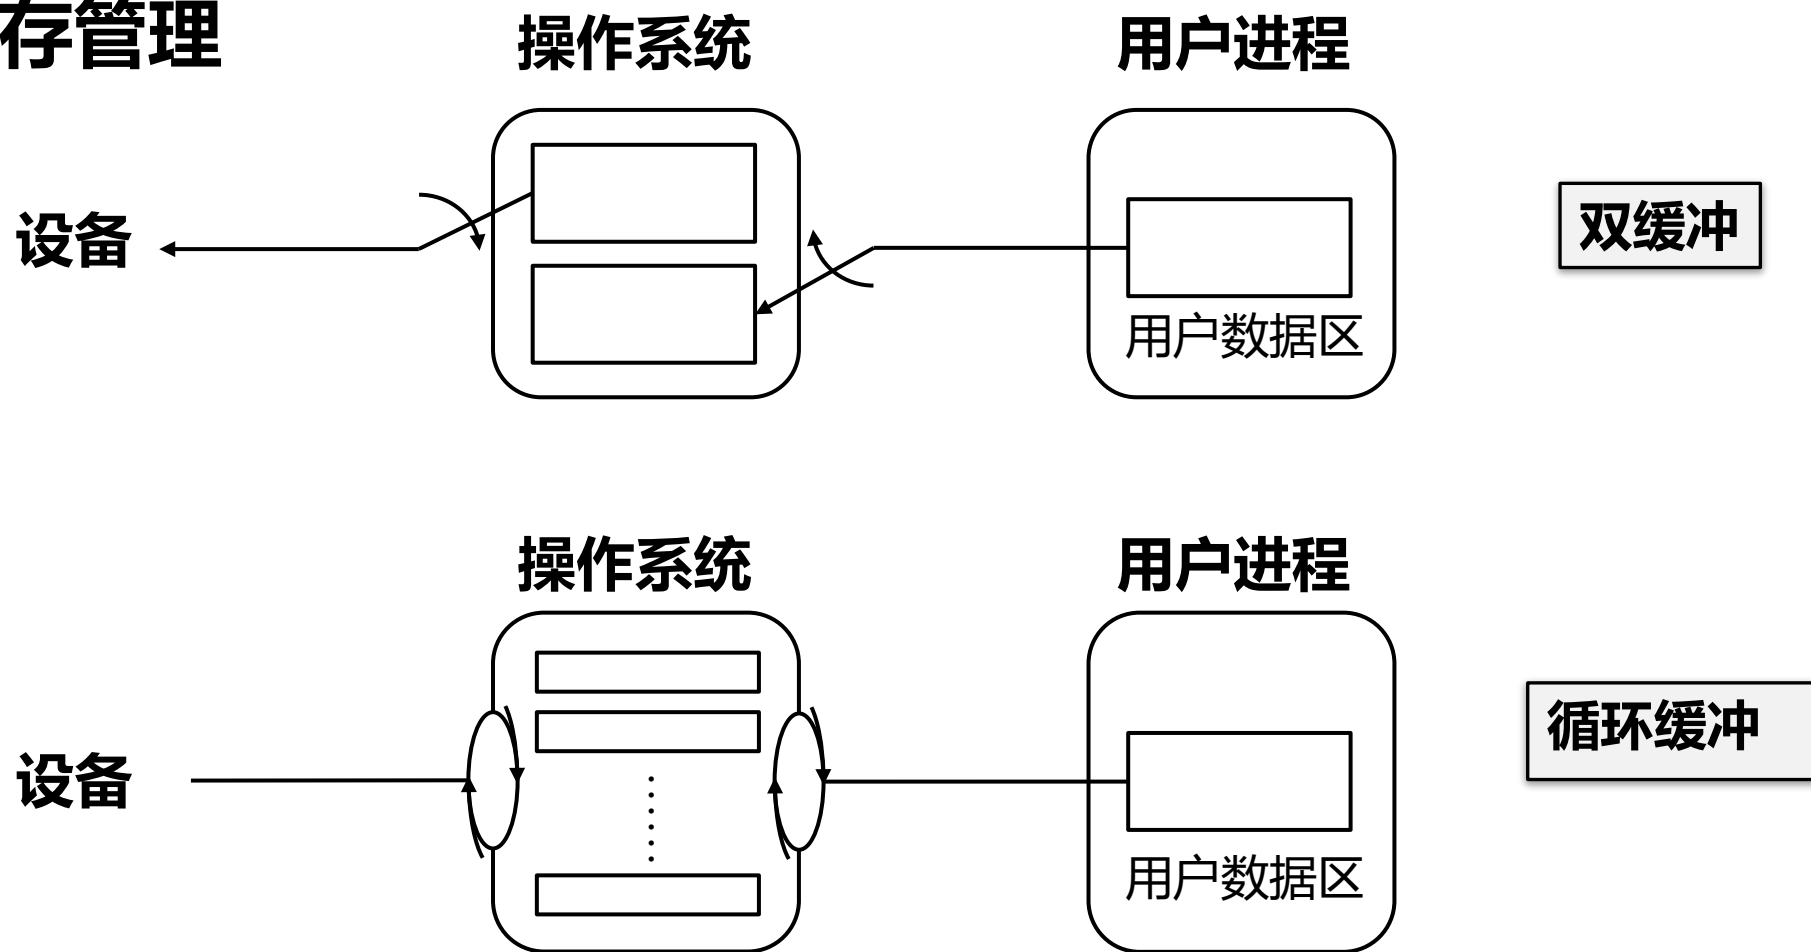 存管理
操作系统
用户进程
设备
双缓冲
用户数据区
操作系统
用户进程
设备
循环缓冲
用户数据区